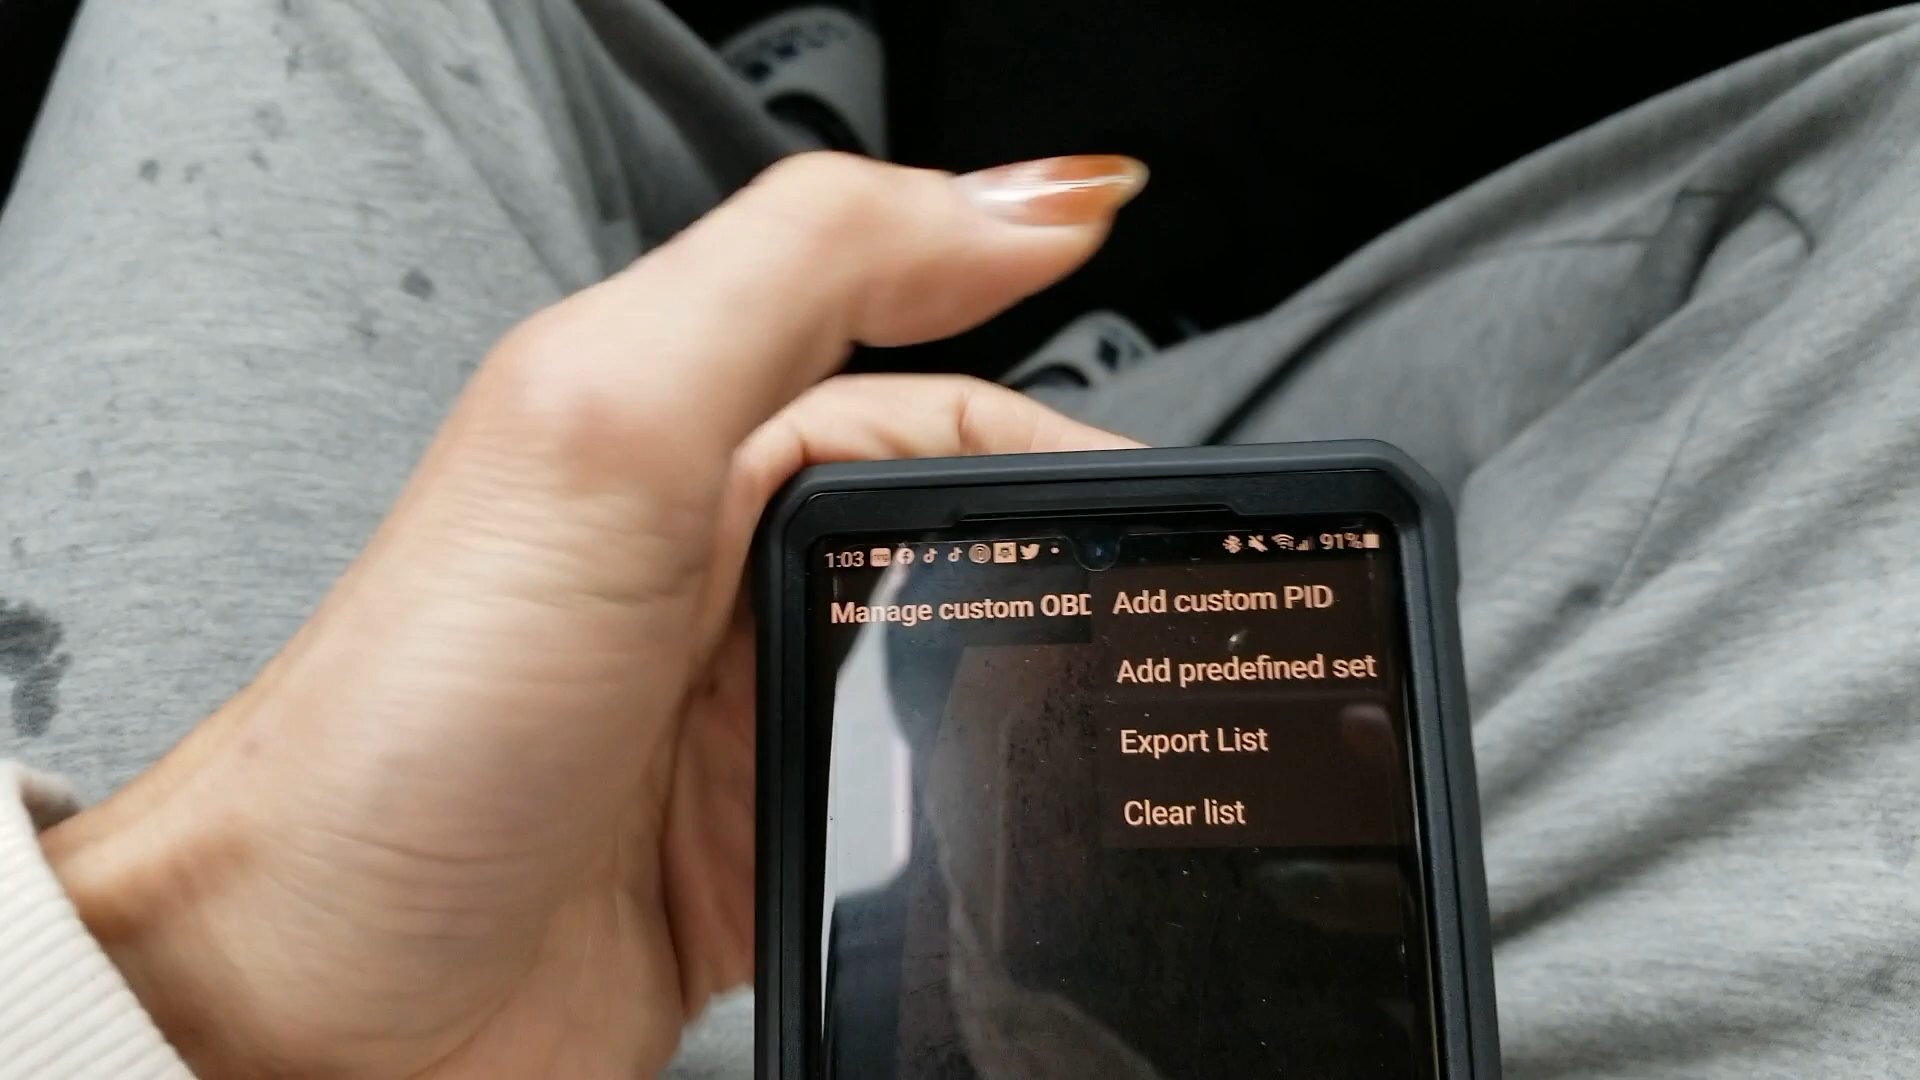 1:03 91%
Manage custom OBD
Add custom PID
Add predefined set
Export List
Clear list